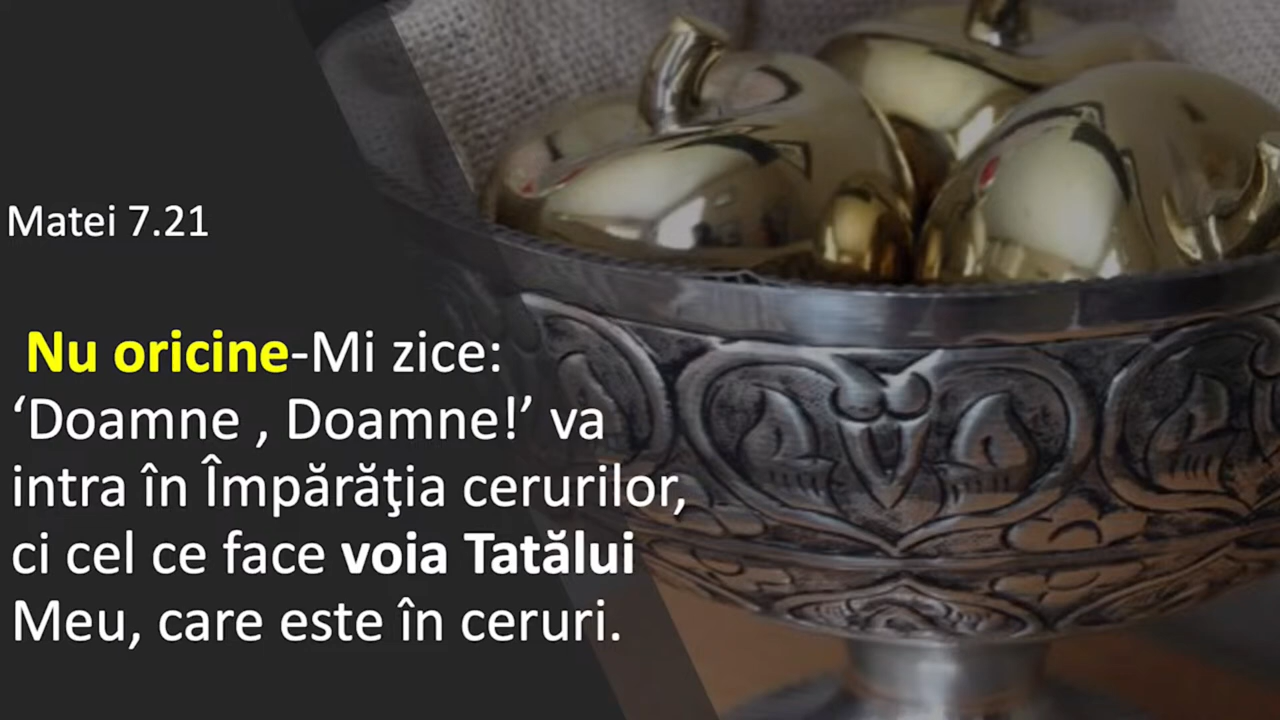 Matei 7.21
Nu oricine-Mi zice:
‘Doamne , Doamne!’ va
intra în Împărăţia cerurilor,
ci cel ce face voia Tatălui
Meu, care este în ceruri.